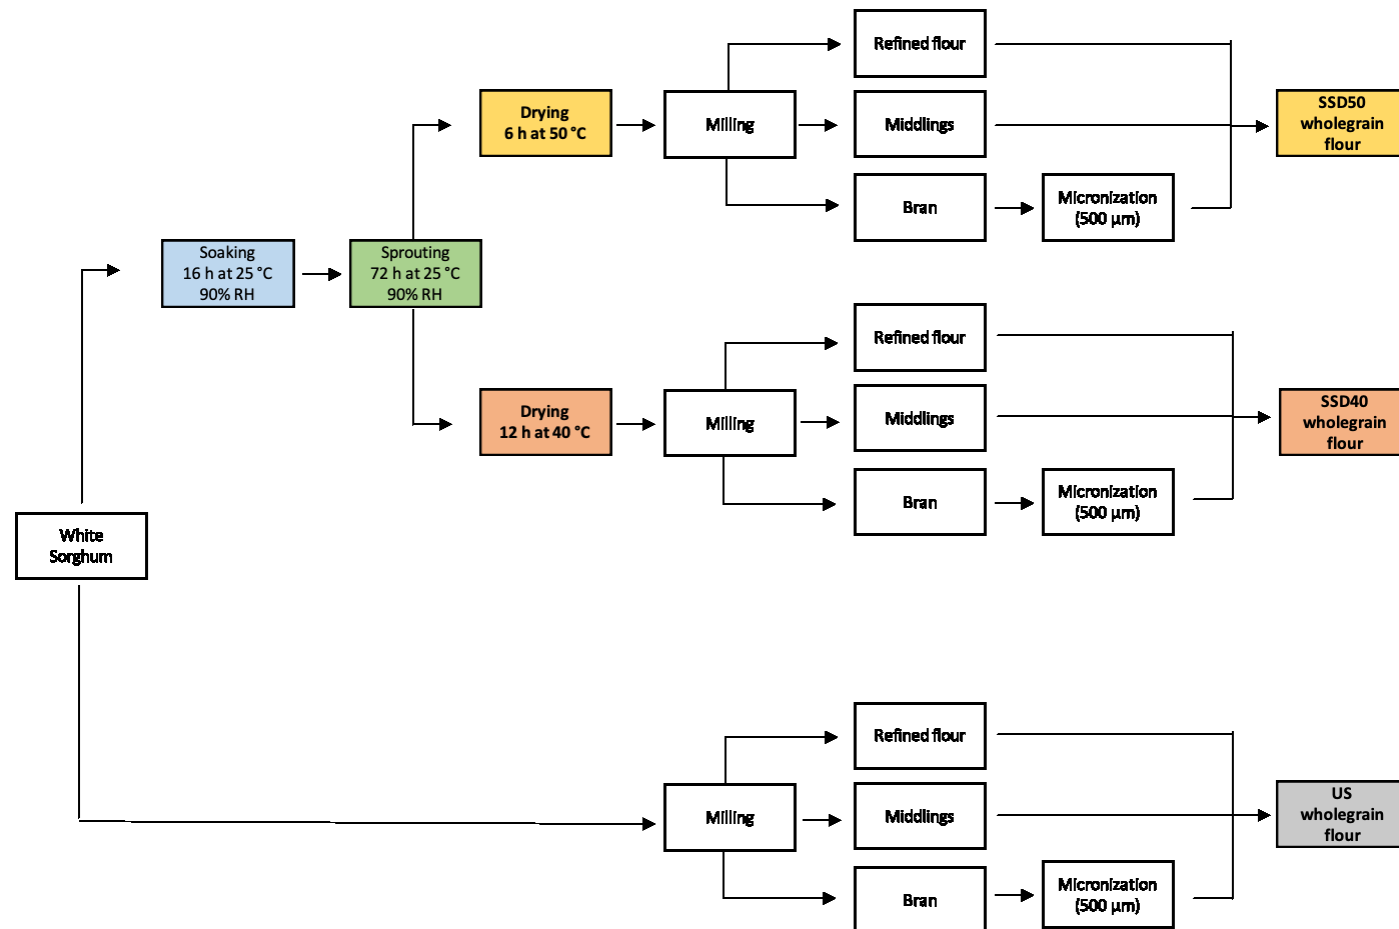 Refined flour
Drying
6 h at 50 °C
Milling
Middlings
SSD50
wholegrain
flour
Bran
Micronization
(500 µm)
Soaking
16 h at 25 °C
90% RH
Sprouting
72 h at 25 °C
90% RH
Refined flour
Drying
12 h at 40 °C
Milling
Middlings
SSD40
wholegrain
flour
Bran
Micronization
(500 µm)
White
Sorghum
Refined flour
Milling
Middlings
US
wholegrain
flour
Bran
Micronization
(500 µm)